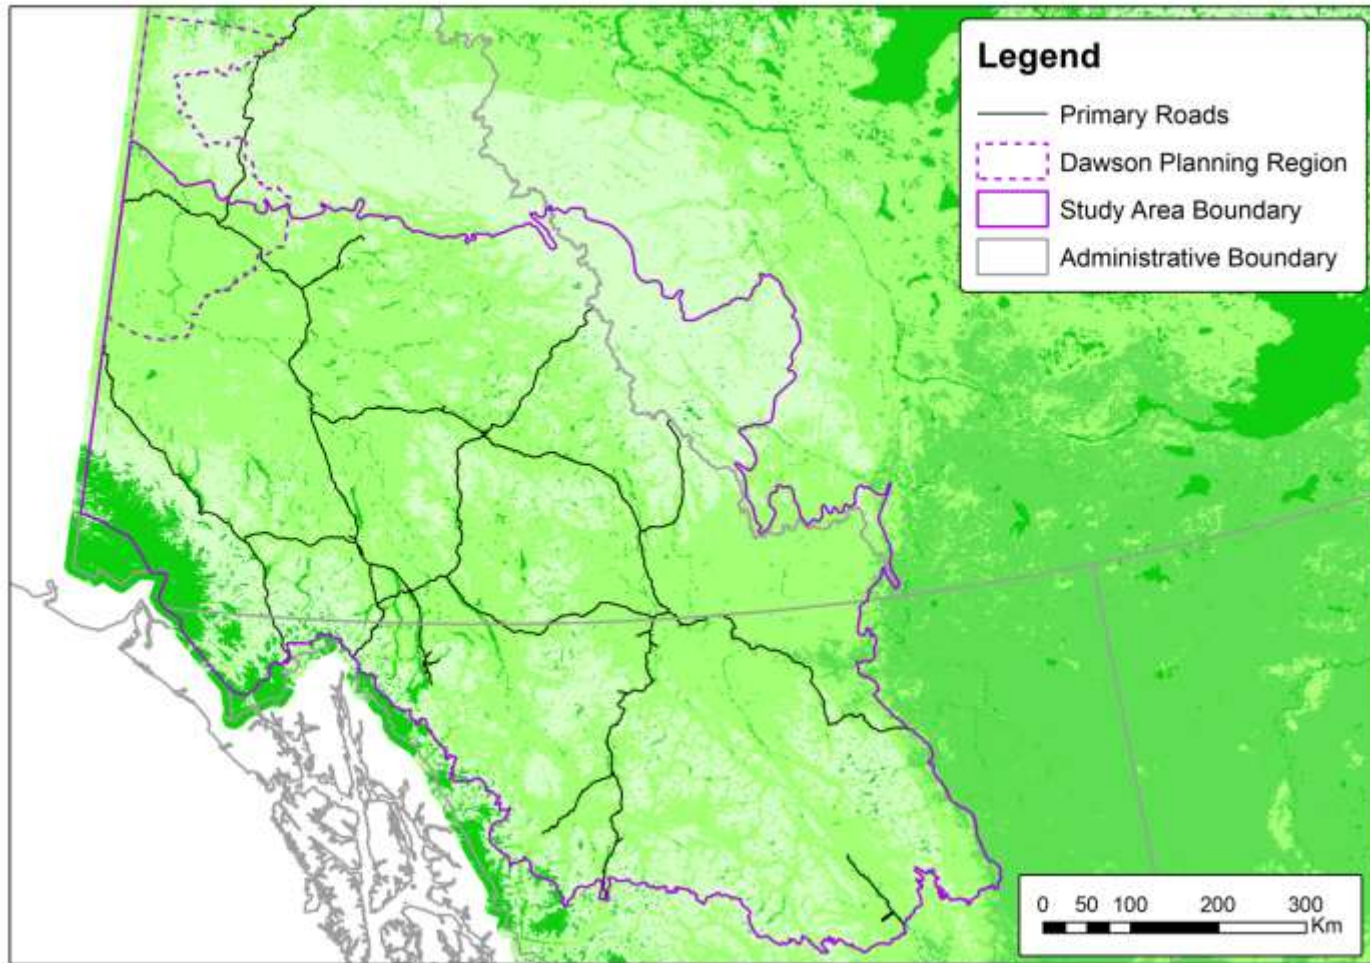 Legend
Primary Roads
Dawson Planning Region
Study Area Boundary
Administrative Boundary
0 50 100 200 300
Km